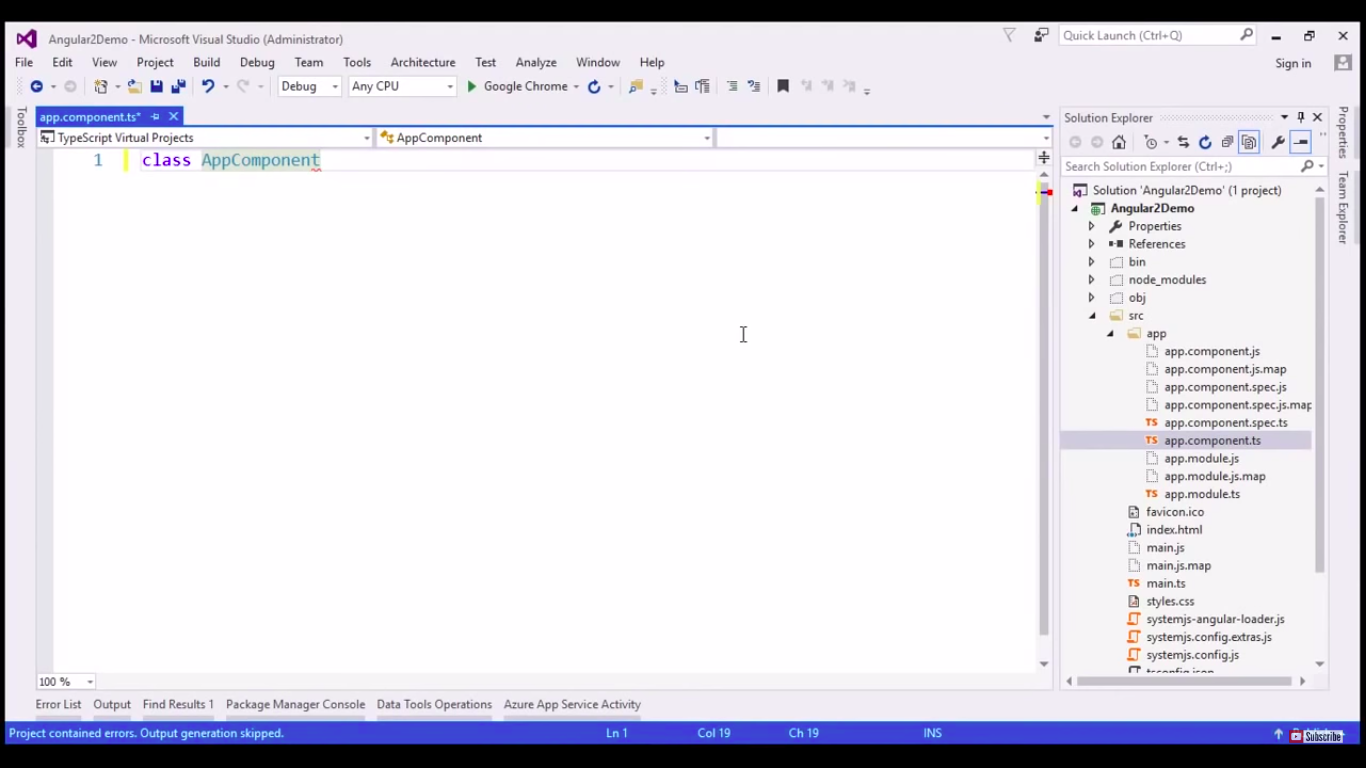 Angular2Demo - Microsoft Visual Studio (Administrator)
Quick Launch (Ctrl+Q)
File Edit View Project Build Debug Team Tools Architecture Test Analyze Window Help
Sign in
Debug Any CPU Google Chrome
Toolbox
app.component.ts*
TypeScript Virtual Projects AppComponent
1 class AppComponent
100 %
Solution Explorer
Search Solution Explorer (Ctrl+;)
Solution 'Angular2Demo' (1 project)
Angular2Demo
Properties
References
bin
node_modules
obj
src
app
app.component.js
app.component.js.map
app.component.spec.js
app.component.spec.js.map
app.component.spec.ts
app.component.ts
app.module.js
app.module.js.map
app.module.ts
favicon.ico
index.html
main.js
main.js.map
main.ts
styles.css
systemjs-angular-loader.js
systemjs.config.extras.js
systemjs.config.js
tsconfig.json
Properties
Team Explorer
Error List Output Find Results 1 Package Manager Console Data Tools Operations Azure App Service Activity
Project contained errors. Output generation skipped. Ln 1 Col 19 Ch 19 INS
Subscribe